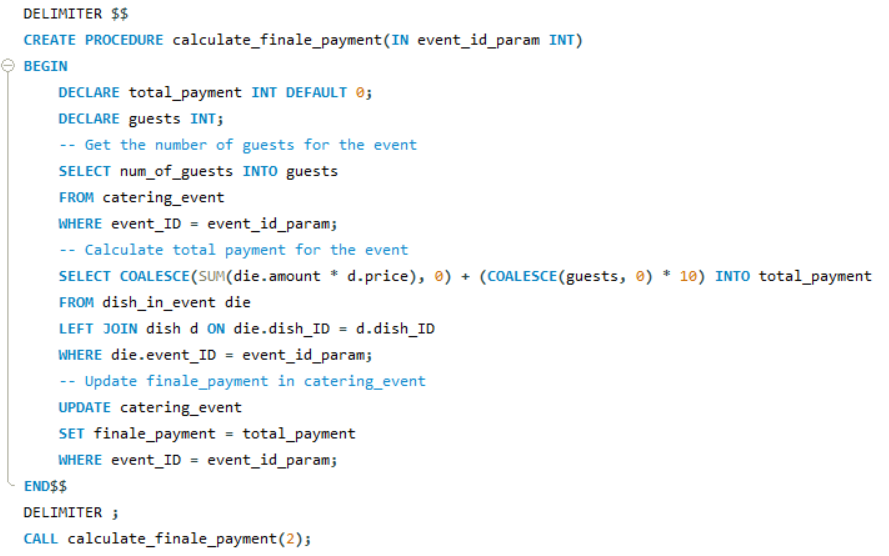 DELIMITER $$
CREATE PROCEDURE calculate_finale_payment(IN event_id_param INT)
BEGIN
DECLARE total_payment INT DEFAULT 0;
DECLARE guests INT;
-- Get the number of guests for the event
SELECT num_of_guests INTO guests
FROM catering_event
WHERE event_ID = event_id_param;
-- Calculate total payment for the event
SELECT COALESCE(SUM(die.amount * d.price), 0) + (COALESCE(guests, 0) * 10) INTO total_payment
FROM dish_in_event die
LEFT JOIN dish d ON die.dish_ID = d.dish_ID
WHERE die.event_ID = event_id_param;
-- Update finale_payment in catering_event
UPDATE catering_event
SET finale_payment = total_payment
WHERE event_ID = event_id_param;
END$$
DELIMITER ;
CALL calculate_finale_payment(2);